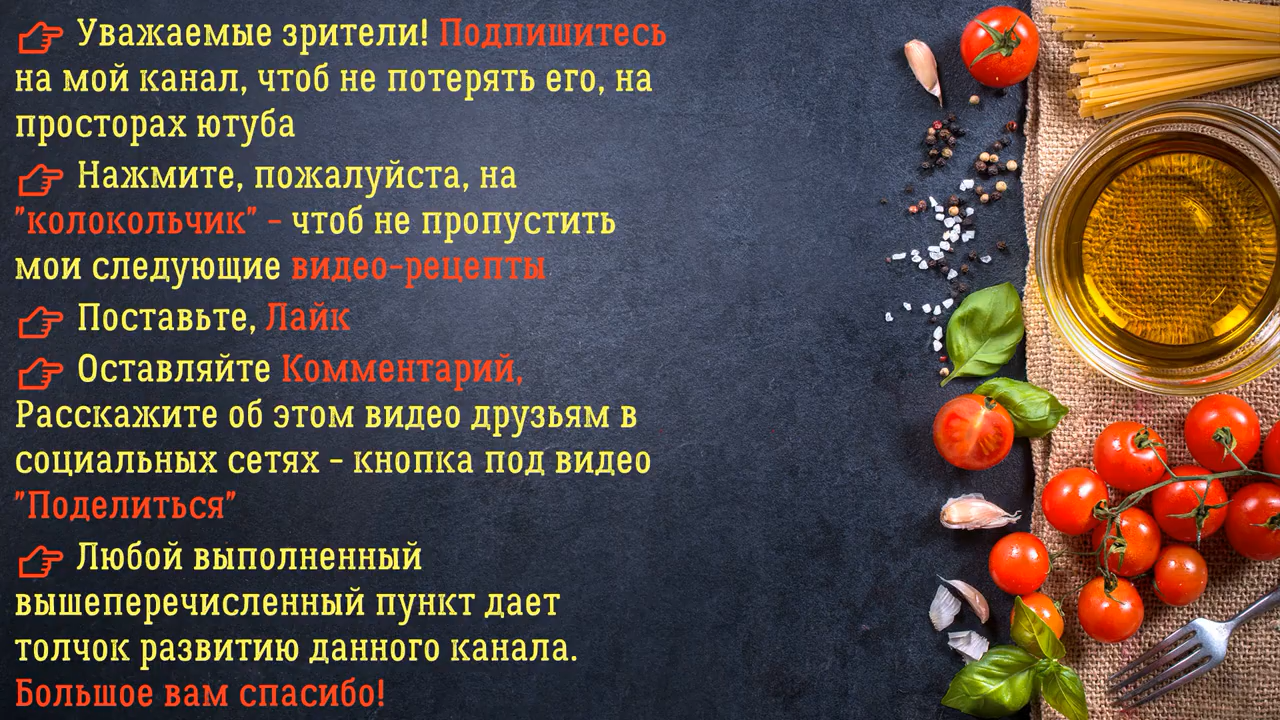 👉 Уважаемые зрители! Подпишитесь
на мой канал, чтоб не потерять его, на
просторах ютуба
👉 Нажмите, пожалуйста, на
"колокольчик" - чтоб не пропустить
мои следующие видео-рецепты
👉 Поставьте, Лайк
👉 Оставляйте Комментарий,
Расскажите об этом видео друзьям в
социальных сетях - кнопка под видео
"Поделиться"
👉 Любой выполненный
вышеперечисленный пункт дает
толчок развитию данного канала.
Большое вам спасибо!